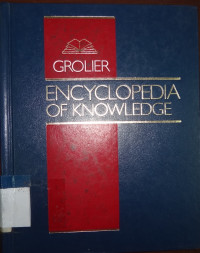 GROLIER
ENCYCLOPEDIA
OF KNOWLEDGE